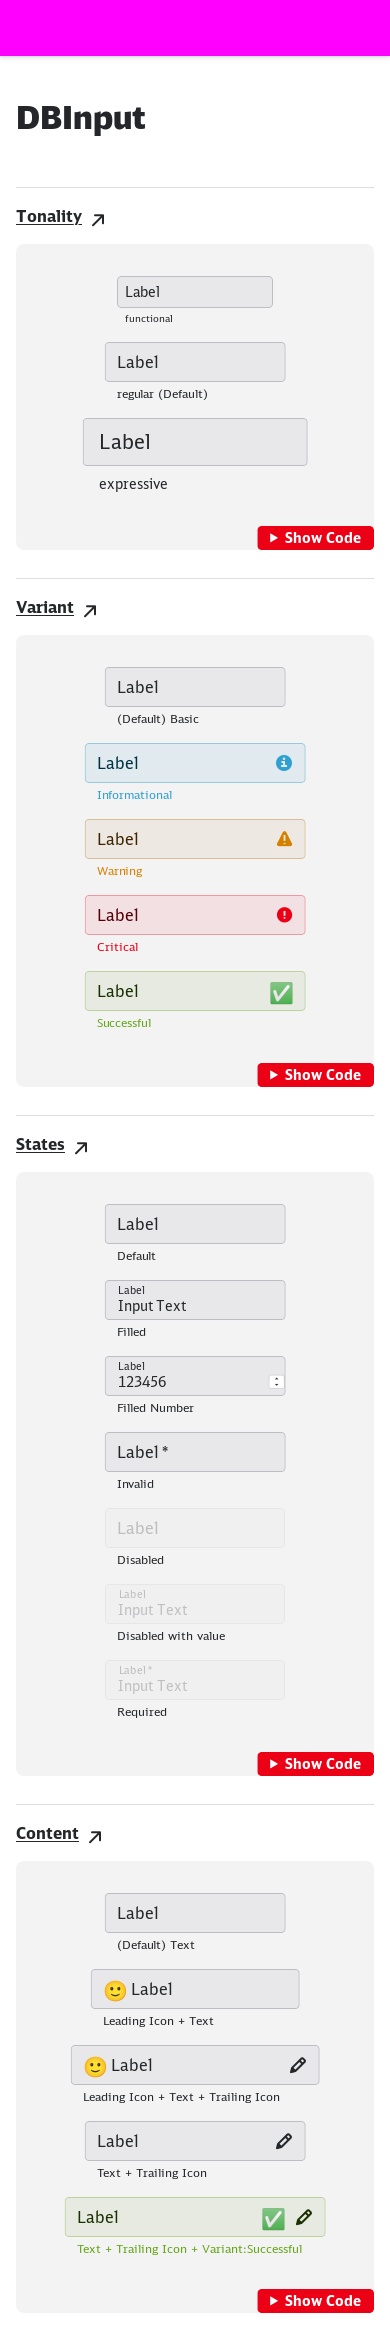 DBInput
Tonality
Label
functional
Label
regular (Default)
Label
expressive
Show Code
Variant
Label
(Default) Basic
Label
Informational
Label
Warning
Label
Critical
Label
Successful
Show Code
States
Label
Default
Label
Input Text
Filled
Label
123456
Filled Number
Label *
Invalid
Label
Disabled
Label
Input Text
Disabled with value
Label *
Input Text
Required
Show Code
Content
Label
(Default) Text
🙂 Label
Leading Icon + Text
🙂 Label
Leading Icon + Text + Trailing Icon
Label
Text + Trailing Icon
Label
Text + Trailing Icon + Variant:Successful
Show Code